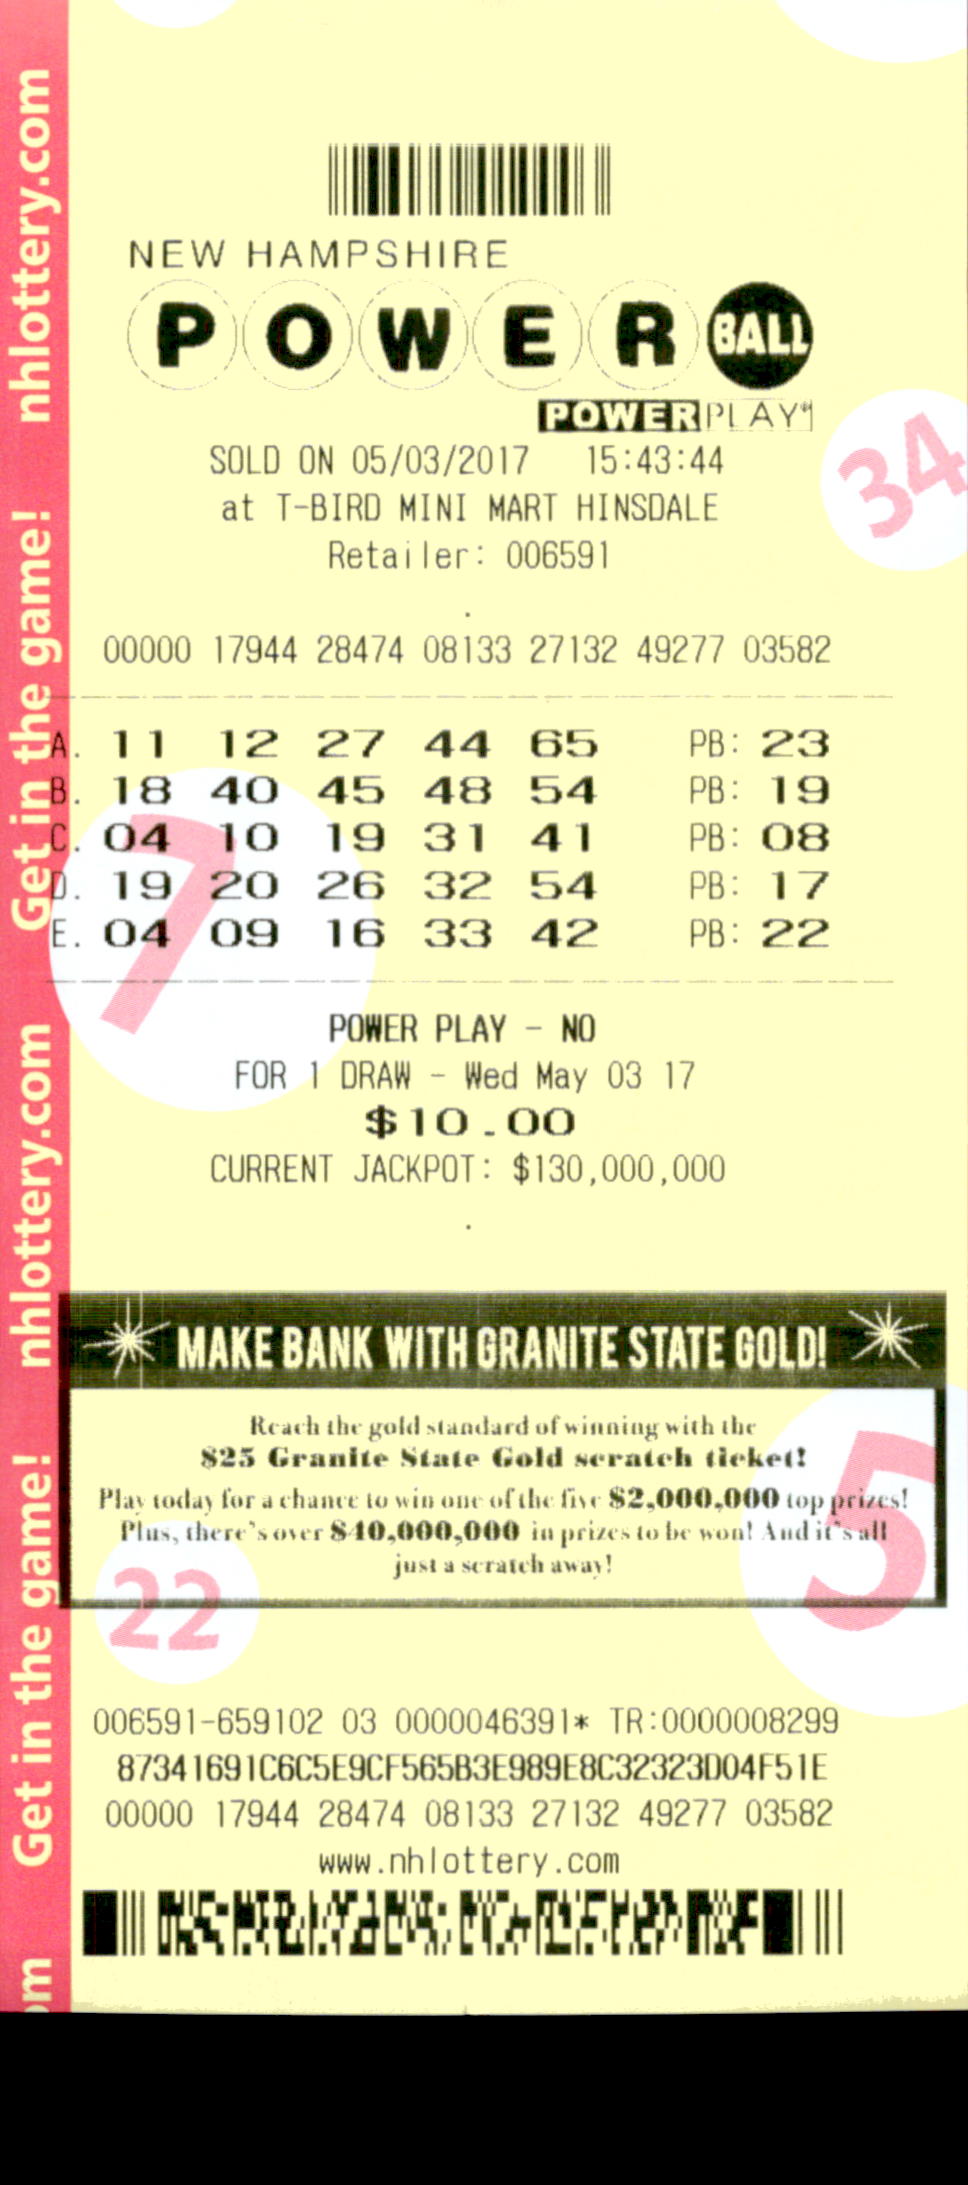 NEW HAMPSHIRE
POWER BALL
POWER PLAY®
SOLD ON 05/03/2017 15:43:44
at T-BIRD MINI MART HINSDALE
Retailer: 006591
00000 17944 28474 08133 27132 49277 03582
A. 11 12 27 44 65 PB: 23
B. 18 40 45 48 54 PB: 19
C. 04 10 19 31 41 PB: 08
D. 19 20 26 32 54 PB: 17
E. 04 09 16 33 42 PB: 22
POWER PLAY - NO
FOR 1 DRAW - Wed May 03 17
$10.00
CURRENT JACKPOT: $130,000,000
MAKE BANK WITH GRANITE STATE GOLD!
Reach the gold standard of winning with the
$25 Granite State Gold scratch ticket!
Play today for a chance to win one of the five $2,000,000 top prizes!
Plus, there's over $40,000,000 in prizes to be won! And it's all
just a scratch away!
006591-659102 03 0000046391* TR:0000008299
87341691C6C5E9CF565B3E989E8C32323D04F51E
00000 17944 28474 08133 27132 49277 03582
www.nhlottery.com
34
7
5
22
nhlottery.com
Get in the game!
nhlottery.com
Get in the game!
om